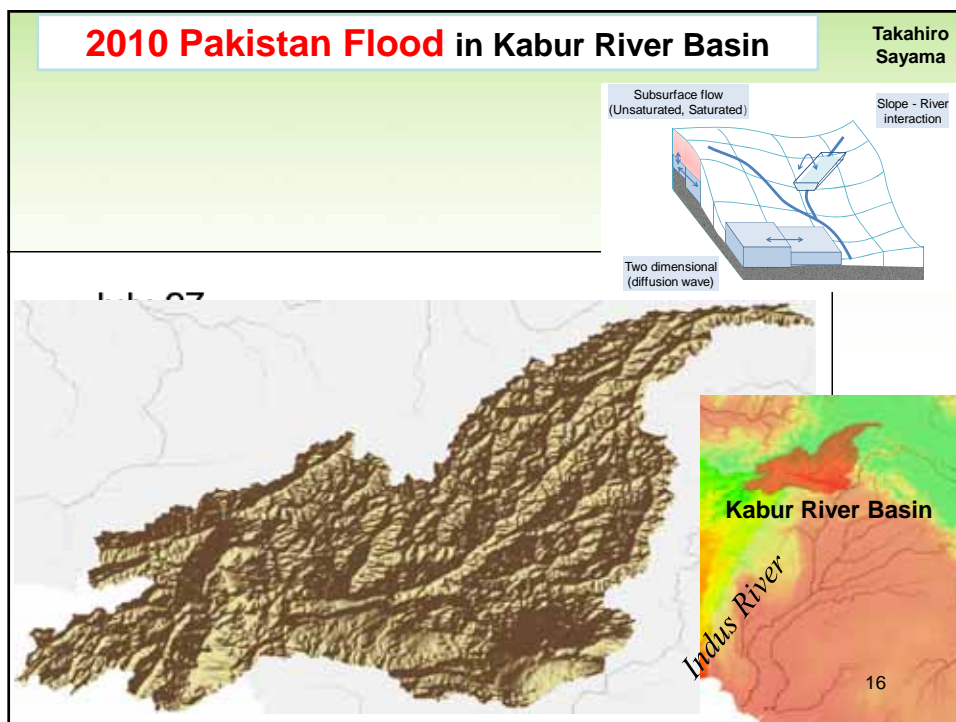 2010 Pakistan Flood in Kabur River Basin
Takahiro
Sayama
Subsurface flow
(Unsaturated, Saturated)
Slope - River
interaction
Two dimensional
(diffusion wave)
Kabur River Basin
Indus River
16